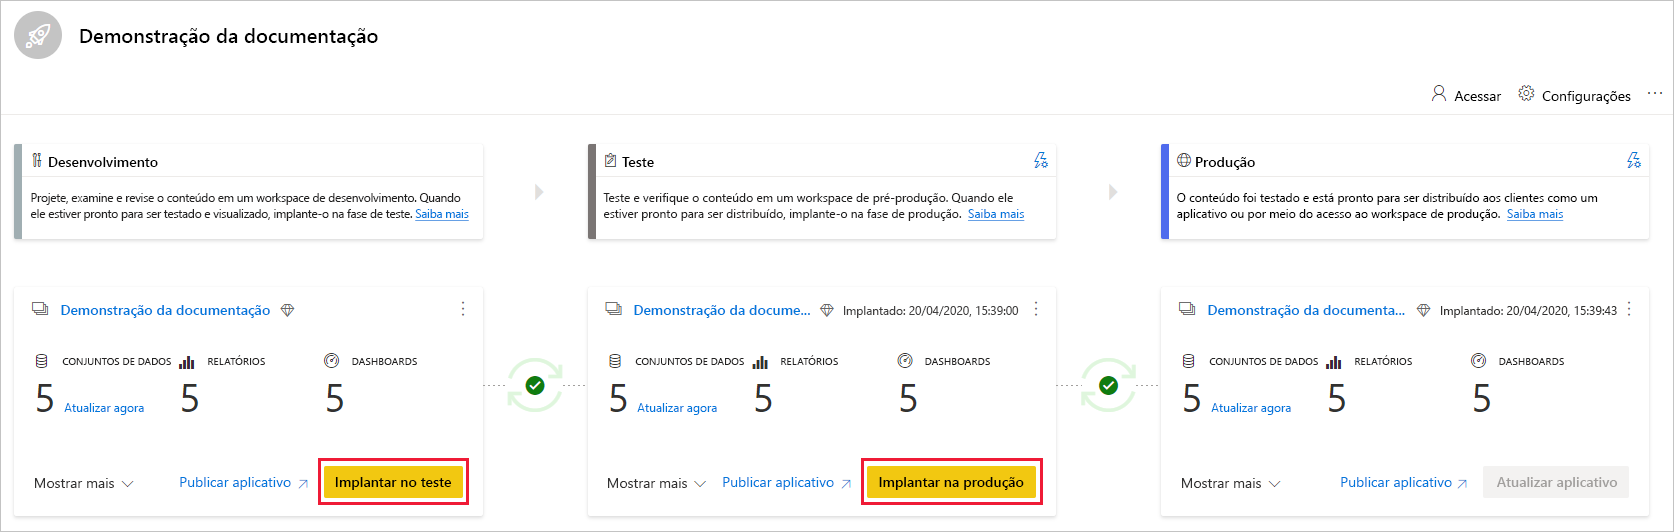 Demonstração da documentação
Acessar
Configurações
Desenvolvimento
Projete, examine e revise o conteúdo em um workspace de desenvolvimento. Quando
ele estiver pronto para ser testado e visualizado, implante-o na fase de teste. Saiba mais
Teste
Teste e verifique o conteúdo em um workspace de pré-produção. Quando ele
estiver pronto para ser distribuído, implante-o na fase de produção. Saiba mais
Produção
O conteúdo foi testado e está pronto para ser distribuído aos clientes como um
aplicativo ou por meio do acesso ao workspace de produção. Saiba mais
Demonstração da documentação
CONJUNTOS DE DADOS RELATÓRIOS DASHBOARDS
5 Atualizar agora 5 5
Mostrar mais Publicar aplicativo Implantar no teste
Demonstração da docume... Implantado: 20/04/2020, 15:39:00
CONJUNTOS DE DADOS RELATÓRIOS DASHBOARDS
5 Atualizar agora 5 5
Mostrar mais Publicar aplicativo Implantar na produção
Demonstração da documenta... Implantado: 20/04/2020, 15:39:43
CONJUNTOS DE DADOS RELATÓRIOS DASHBOARDS
5 Atualizar agora 5 5
Mostrar mais Publicar aplicativo Atualizar aplicativo